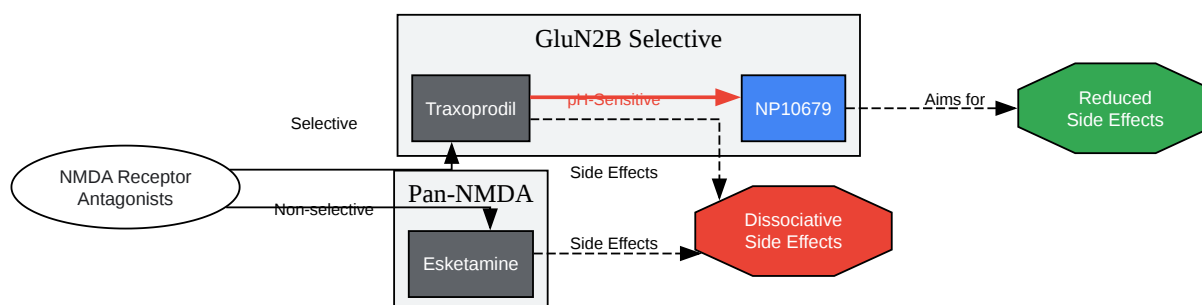 GluN2B Selective
Traxoprodil
pH-Sensitive
NP10679
Aims for
Reduced
Side Effects
Selective
NMDA Receptor
Antagonists
Side Effects
Pan-NMDA
Non-selective
Esketamine
Side Effects
Dissociative
Side Effects